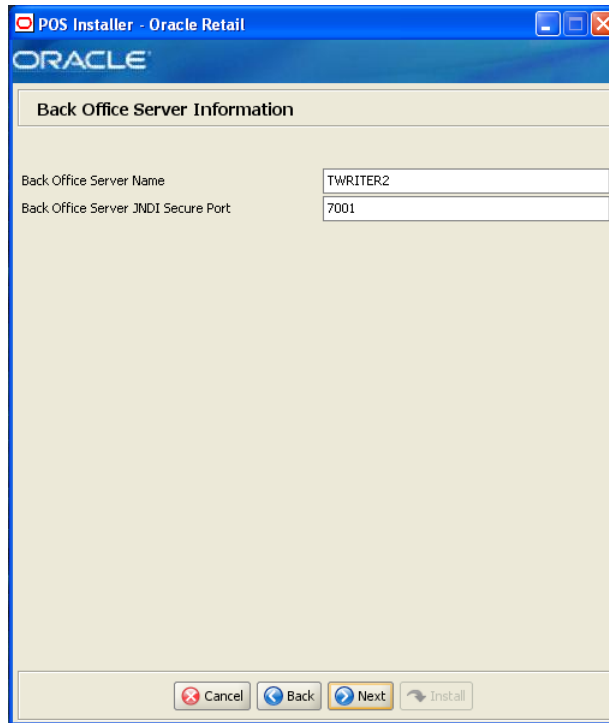 POS Installer - Oracle Retail
ORACLE
Back Office Server Information
Back Office Server Name TWRITER2
Back Office Server JNDI Secure Port 7001
Cancel Back Next Install